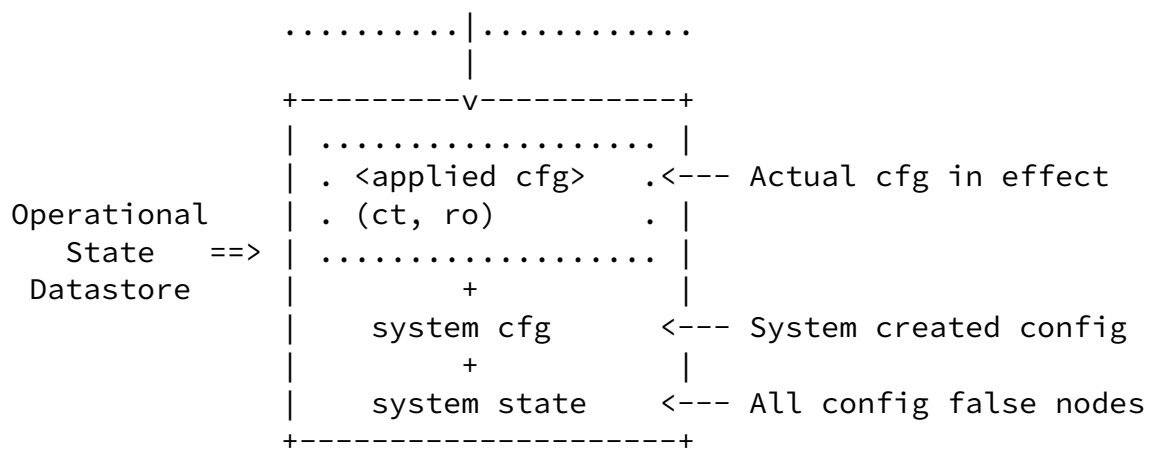 ..........|............
|
+---------v-----------+
| ................... |
| . <applied cfg> .<--- Actual cfg in effect
Operational | . (ct, ro) . |
State ==> | ................... |
Datastore | + |
| system cfg <--- System created config
| + |
| system state <--- All config false nodes
+---------------------+